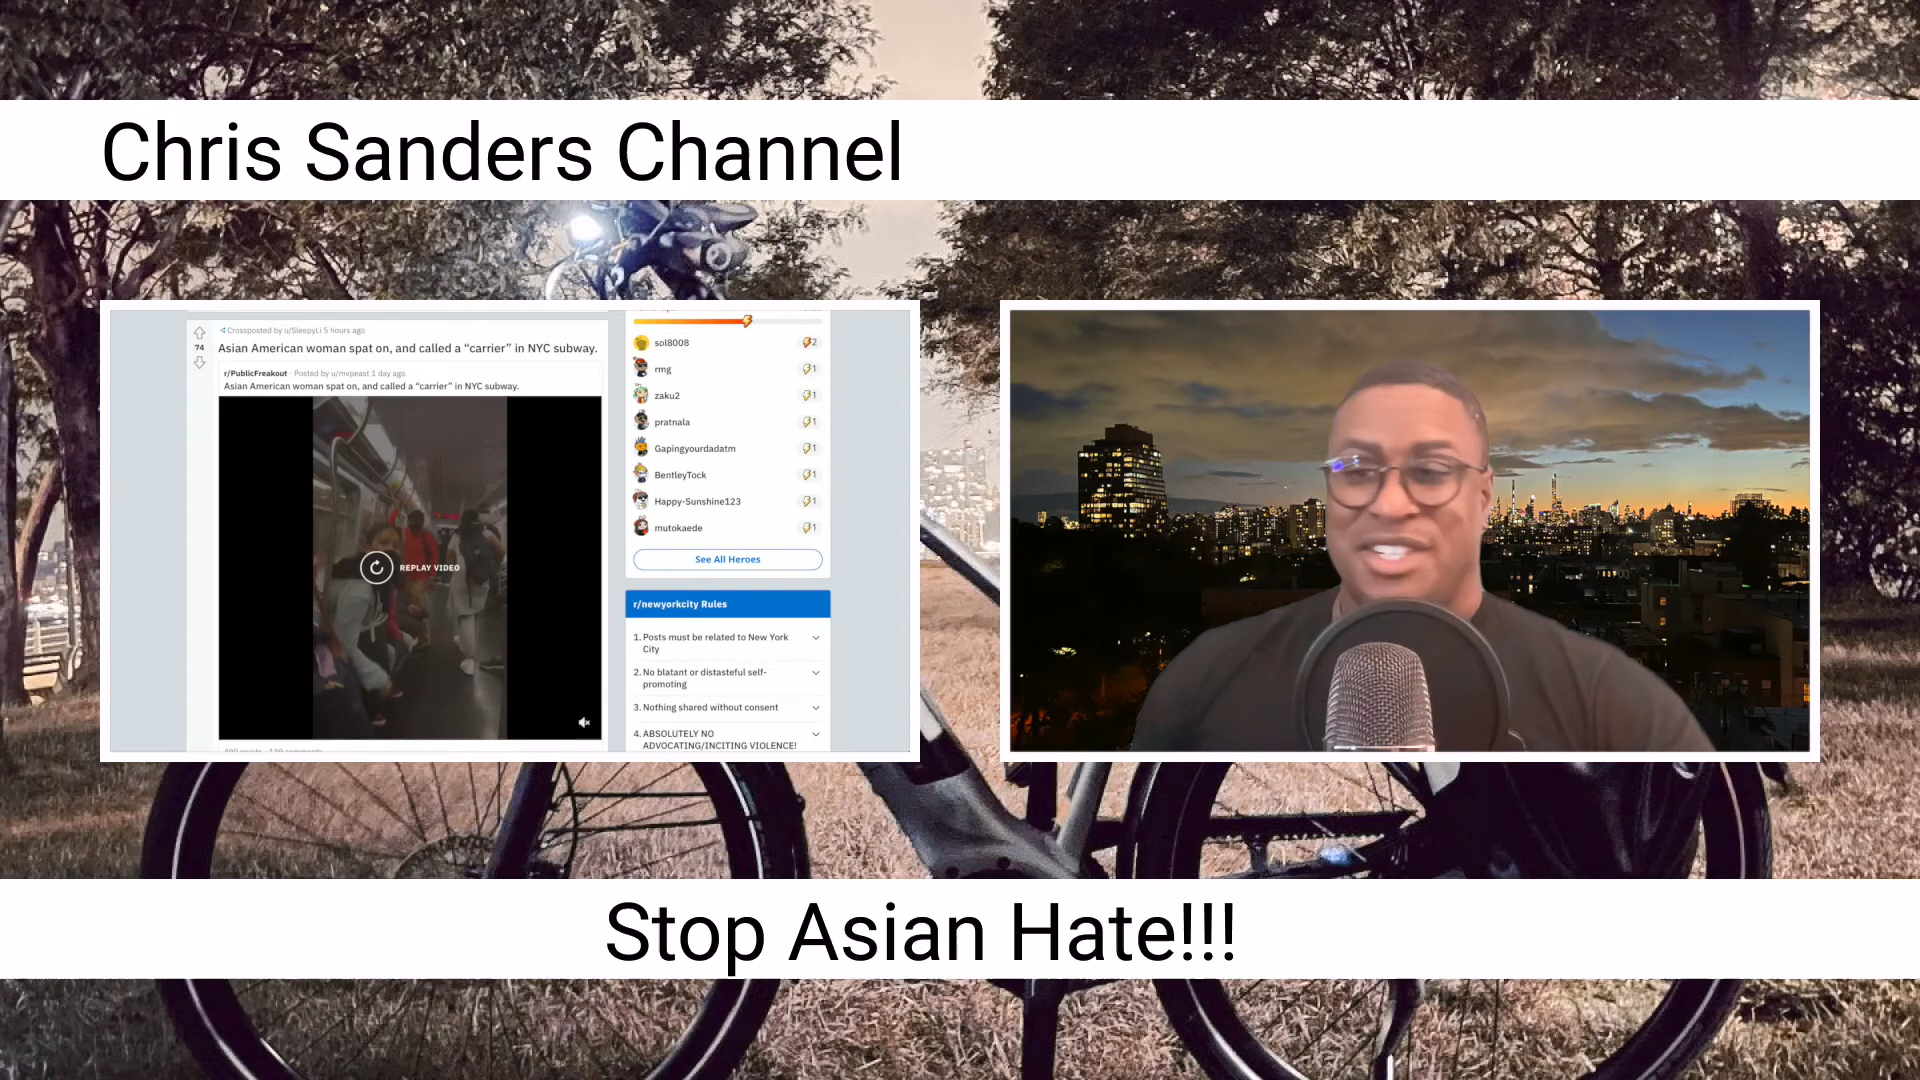 Chris Sanders Channel
Crossposted by u/SleepyLi 5 hours ago
74
Asian American woman spat on, and called a “carrier” in NYC subway.
r/PublicFreakout · Posted by u/mvpeast 1 day ago
Asian American woman spat on, and called a “carrier” in NYC subway.
REPLAY VIDEO
sol8008 2
rmg 1
zaku2 1
pratnala 1
Gapingyourdadatm 1
BentleyTock 1
Happy-Sunshine123 1
mutokaede 1
See All Heroes
r/newyorkcity Rules
1. Posts must be related to New York
City
2. No blatant or distasteful self-
promoting
3. Nothing shared without consent
4. ABSOLUTELY NO
ADVOCATING/INCITING VIOLENCE!
Stop Asian Hate!!!